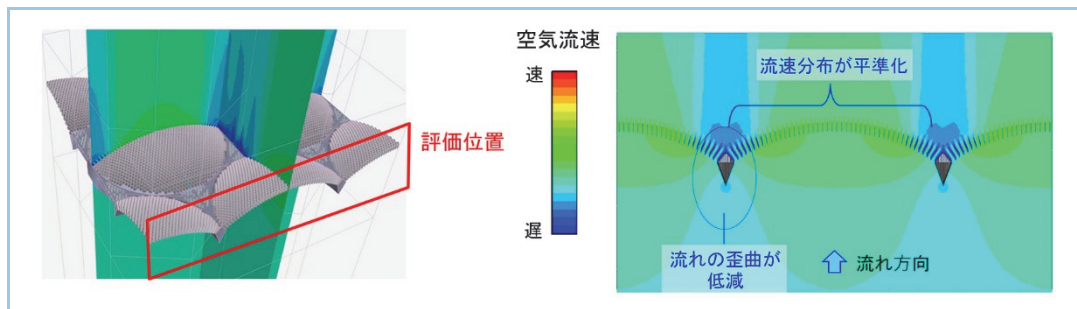 評価位置
空気流速
速
遅
流速分布が平準化
流れの歪曲が
低減
流れ方向